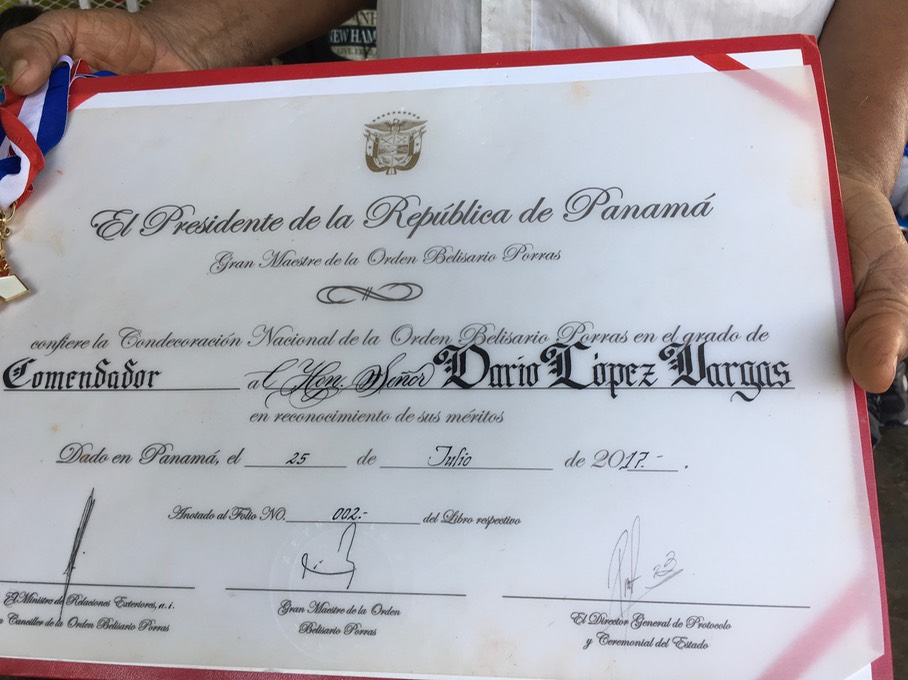 NEW HAM
El Presidente de la República de Panamá
Gran Maestre de la Orden Belisario Porras
confiere la Condecoración Nacional de la Orden Belisario Porras en el grado de
Comendador al Hon. Señor Darío López Vargas
en reconocimiento de sus méritos
Dado en Panamá, el 25 de Julio de 2017.- .
Anotado al Folio NO. 002.- del Libro respectivo
El Ministro de Relaciones Exteriores, a.i.
Canciller de la Orden Belisario Porras
Gran Maestre de la Orden
Belisario Porras
El Director General de Protocolo
y Ceremonial del Estado